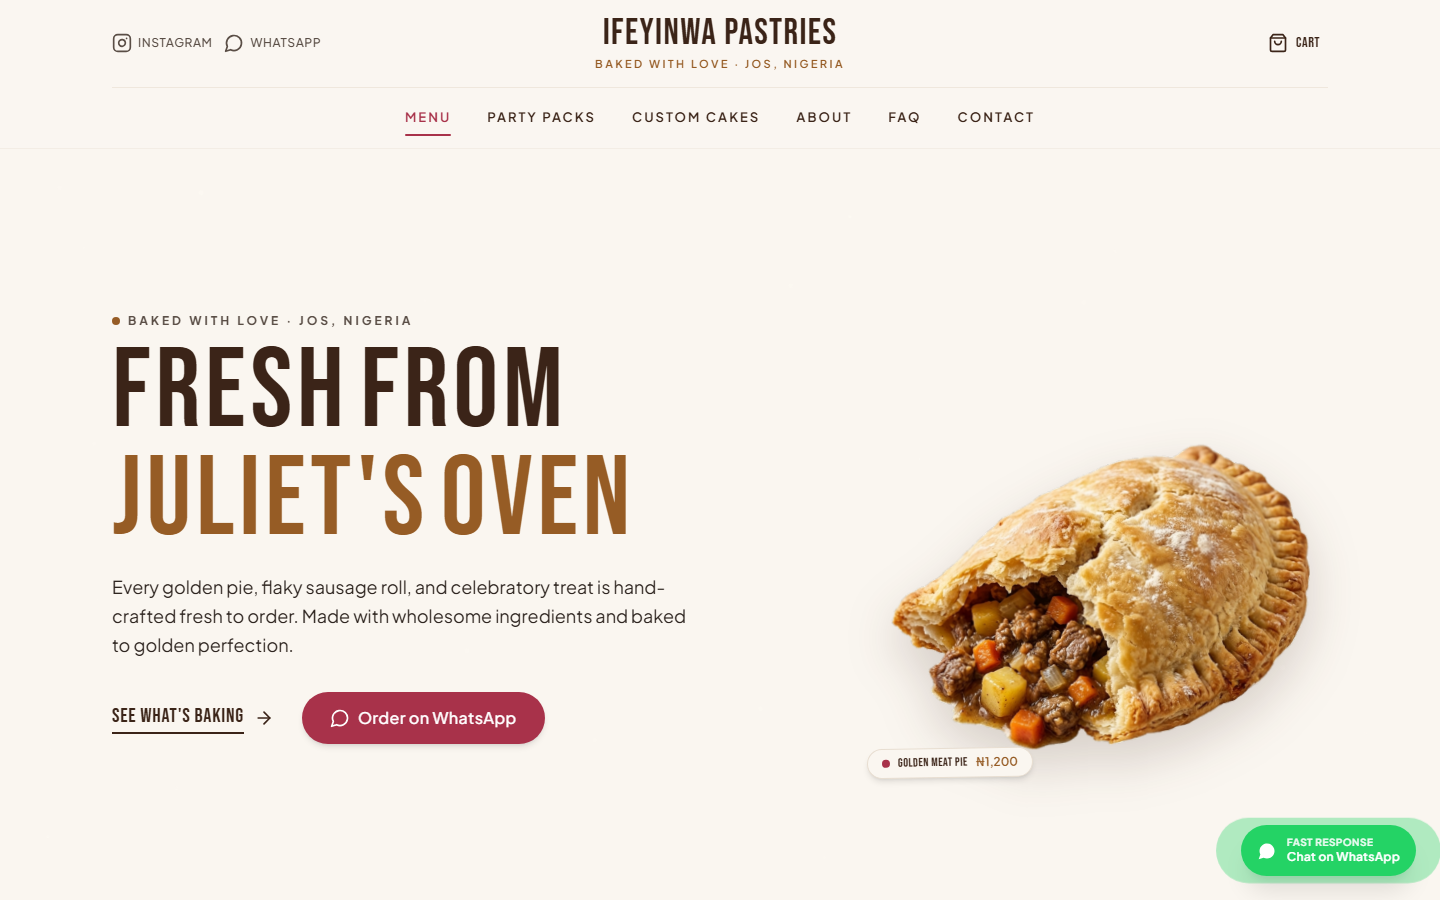 INSTAGRAM
WHATSAPP
IFEYINWA PASTRIES
BAKED WITH LOVE · JOS, NIGERIA
CART
MENU
PARTY PACKS
CUSTOM CAKES
ABOUT
FAQ
CONTACT
BAKED WITH LOVE · JOS, NIGERIA
FRESH FROM
JULIET'S OVEN
Every golden pie, flaky sausage roll, and celebratory treat is hand-
crafted fresh to order. Made with wholesome ingredients and baked
to golden perfection.
SEE WHAT'S BAKING
Order on WhatsApp
GOLDEN MEAT PIE ₦1,200
FAST RESPONSE
Chat on WhatsApp